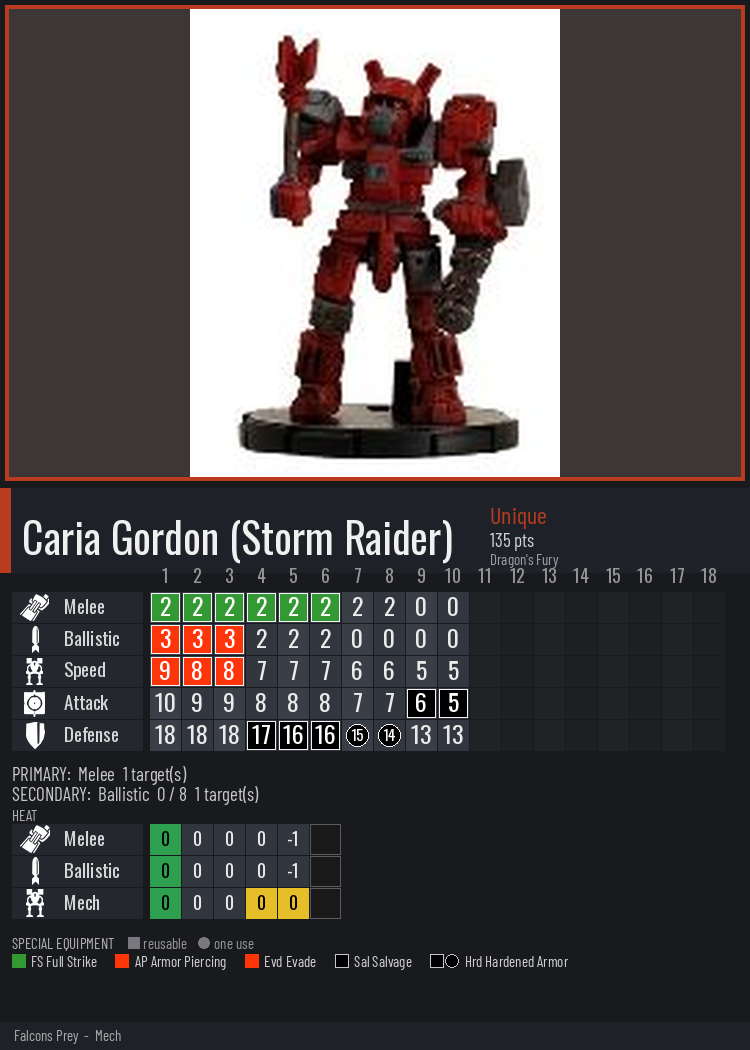 Caria Gordon (Storm Raider)
Unique
135 pts
Dragon's Fury
1 2 3 4 5 6 7 8 9 10 11 12 13 14 15 16 17 18
Melee 2 2 2 2 2 2 2 2 0 0
Ballistic 3 3 3 2 2 2 0 0 0 0
Speed 9 8 8 7 7 7 6 6 5 5
Attack 10 9 9 8 8 8 7 7 6 5
Defense 18 18 18 17 16 16 15 14 13 13
PRIMARY: Melee 1 target(s)
SECONDARY: Ballistic 0 / 8 1 target(s)
HEAT
Melee 0 0 0 0 -1
Ballistic 0 0 0 0 -1
Mech 0 0 0 0 0
SPECIAL EQUIPMENT reusable one use
FS Full Strike AP Armor Piercing Evd Evade Sal Salvage Hrd Hardened Armor
Falcons Prey - Mech